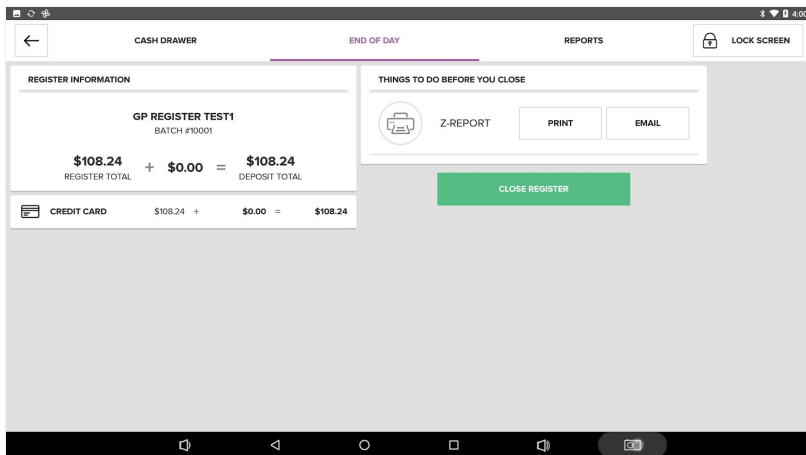 4:00
CASH DRAWER
END OF DAY
REPORTS
LOCK SCREEN
REGISTER INFORMATION
GP REGISTER TEST1
BATCH #10001
$108.24 + $0.00 = $108.24
REGISTER TOTAL DEPOSIT TOTAL
CREDIT CARD $108.24 + $0.00 = $108.24
THINGS TO DO BEFORE YOU CLOSE
Z-REPORT PRINT EMAIL
CLOSE REGISTER